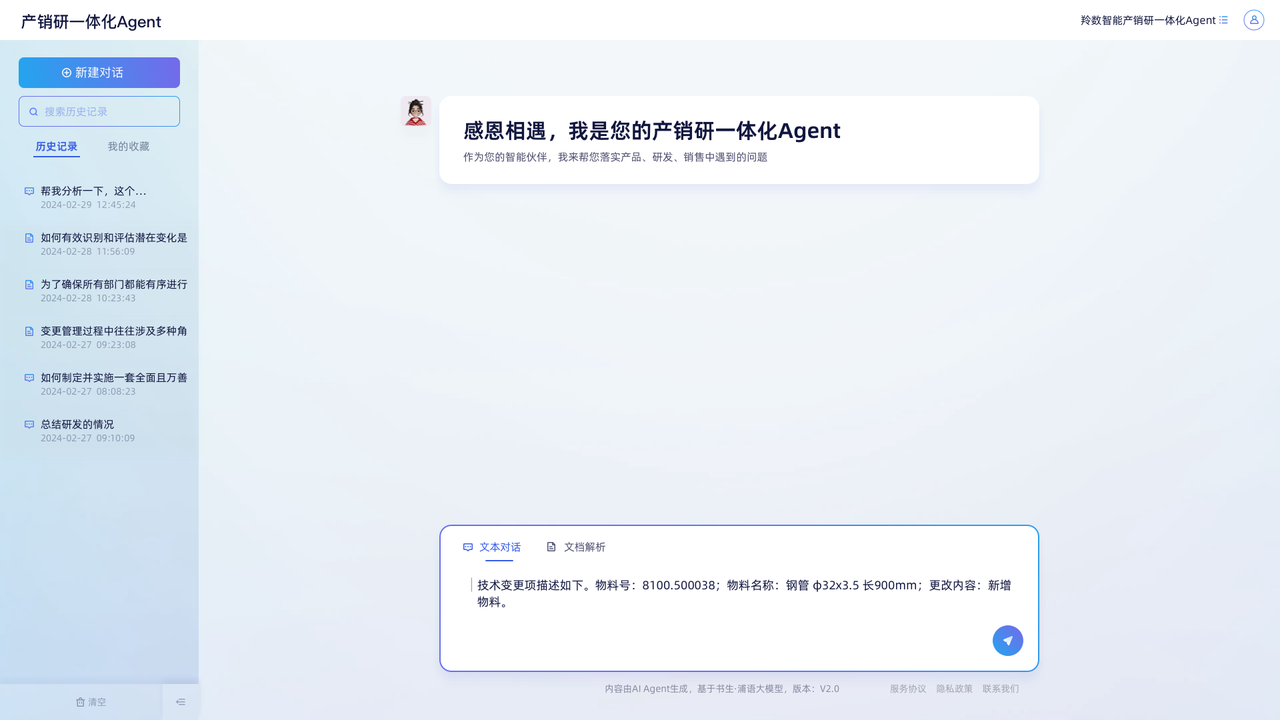 产销研一体化Agent
羚数智能产销研一体化Agent
新建对话
搜索历史记录
历史记录
我的收藏
帮我分析一下，这个...
2024-02-29 12:45:24
如何有效识别和评估潜在变化是
2024-02-28 11:56:09
为了确保所有部门都能有序进行
2024-02-28 10:23:43
变更管理过程中往往涉及多种角
2024-02-27 09:23:08
如何制定并实施一套全面且万善
2024-02-27 08:08:23
总结研发的情况
2024-02-27 09:10:09
清空
感恩相遇，我是您的产销研一体化Agent
作为您的智能伙伴，我来帮您落实产品、研发、销售中遇到的问题
文本对话
文档解析
技术变更项描述如下。物料号：8100.500038；物料名称：钢管 ф32x3.5 长900mm；更改内容：新增
物料。
内容由AI Agent生成，基于书生·浦语大模型，版本：V2.0
服务协议
隐私政策
联系我们